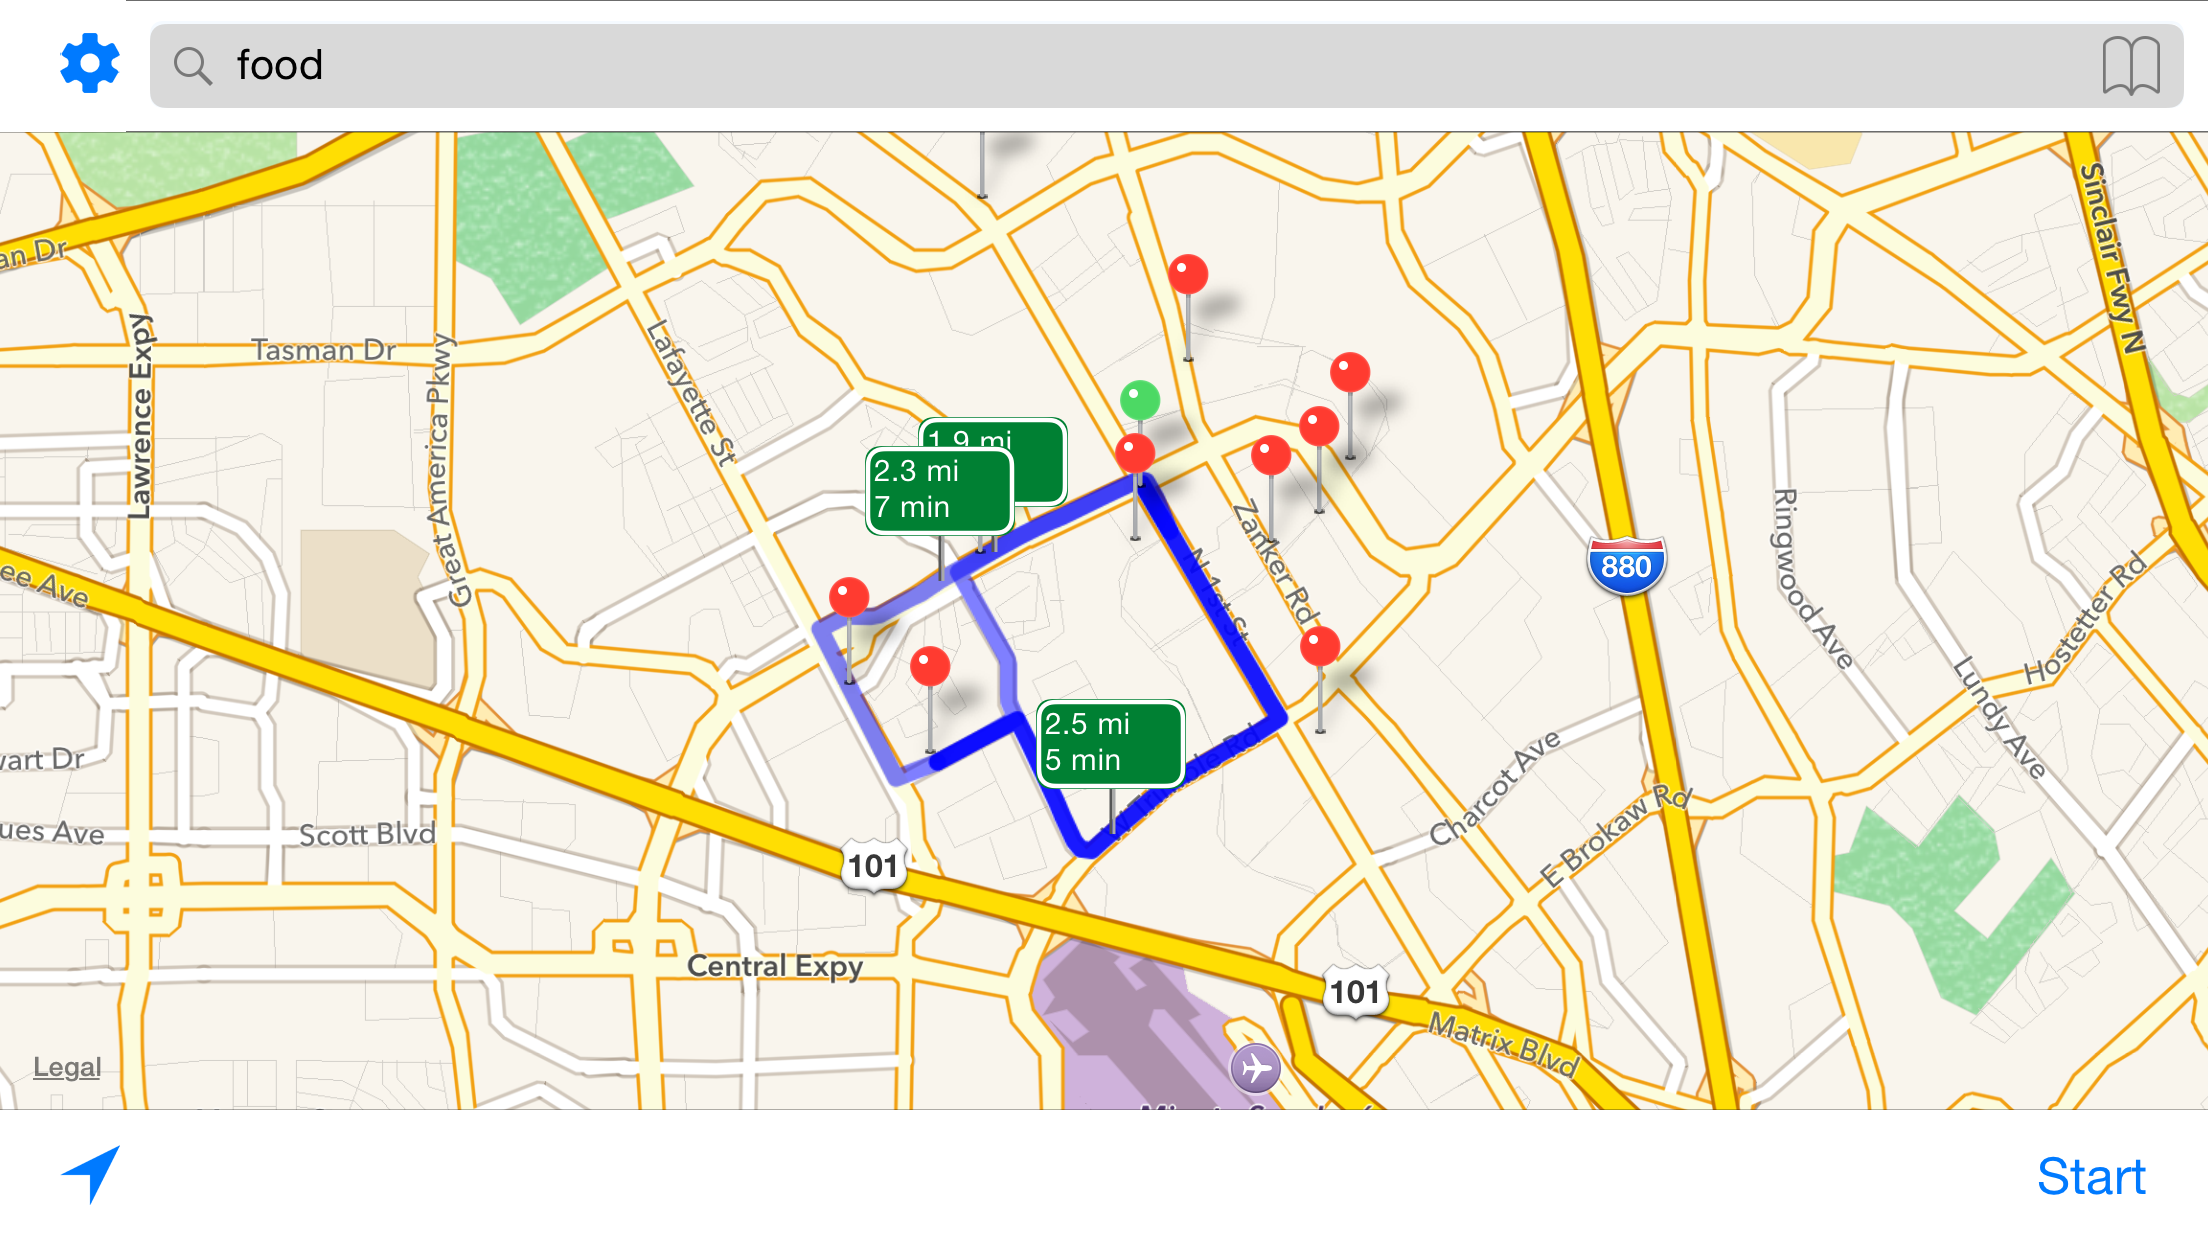 food
an Dr
Sinclair Fwy N
Tasman Dr
Lawrence Expy
Great America Pkwy
Lafayette St
1.9 mi
2.3 mi
7 min
Zanker Rd
N 1st St
880
Ringwood Ave
Hostetter Rd
ee Ave
Lundy Ave
2.5 mi
5 min
wart Dr
Charcot Ave
E Brokaw Rd
ues Ave
Scott Blvd
101
Central Expy
101
Matrix Blvd
Legal
Start